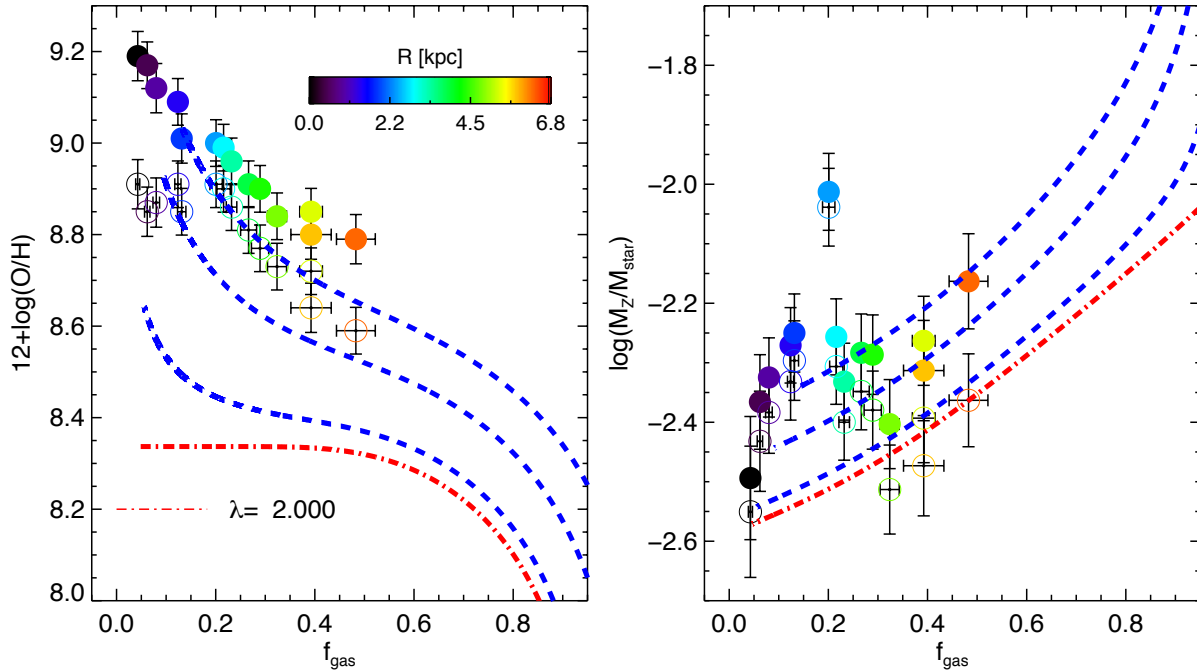 9.2
9.0
8.8
8.6
8.4
8.2
8.0
12+log(O/H)
R [kpc]
0.0 2.2 4.5 6.8
λ= 2.000
0.0 0.2 0.4 0.6 0.8
f_gas
−1.8
−2.0
−2.2
−2.4
−2.6
log(M_Z/M_star)
0.0 0.2 0.4 0.6 0.8
f_gas